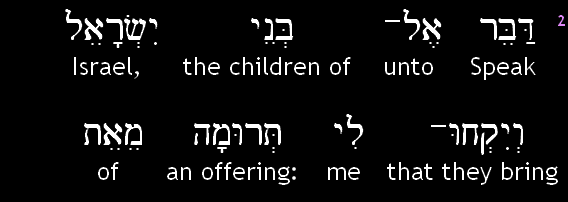 2 דַּבֵּר אֶל־ בְּנֵי יִשְׂרָאֵל
Speak unto the children of Israel,
וְיִקְחוּ־ לִי תְּרוּמָה מֵאֵת
that they bring me an offering: of